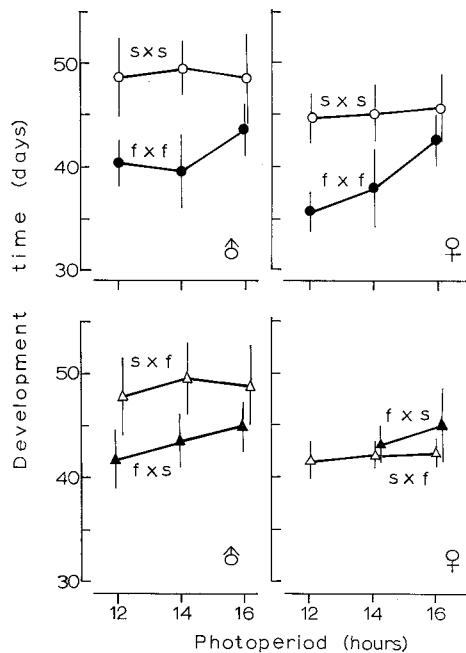 50
40
30
time (days)
s x s
f x f
♂
s x s
f x f
♀
50
40
30
Development
s x f
f x s
♂
f x s
s x f
♀
12 14 16 12 14 16
Photoperiod (hours)